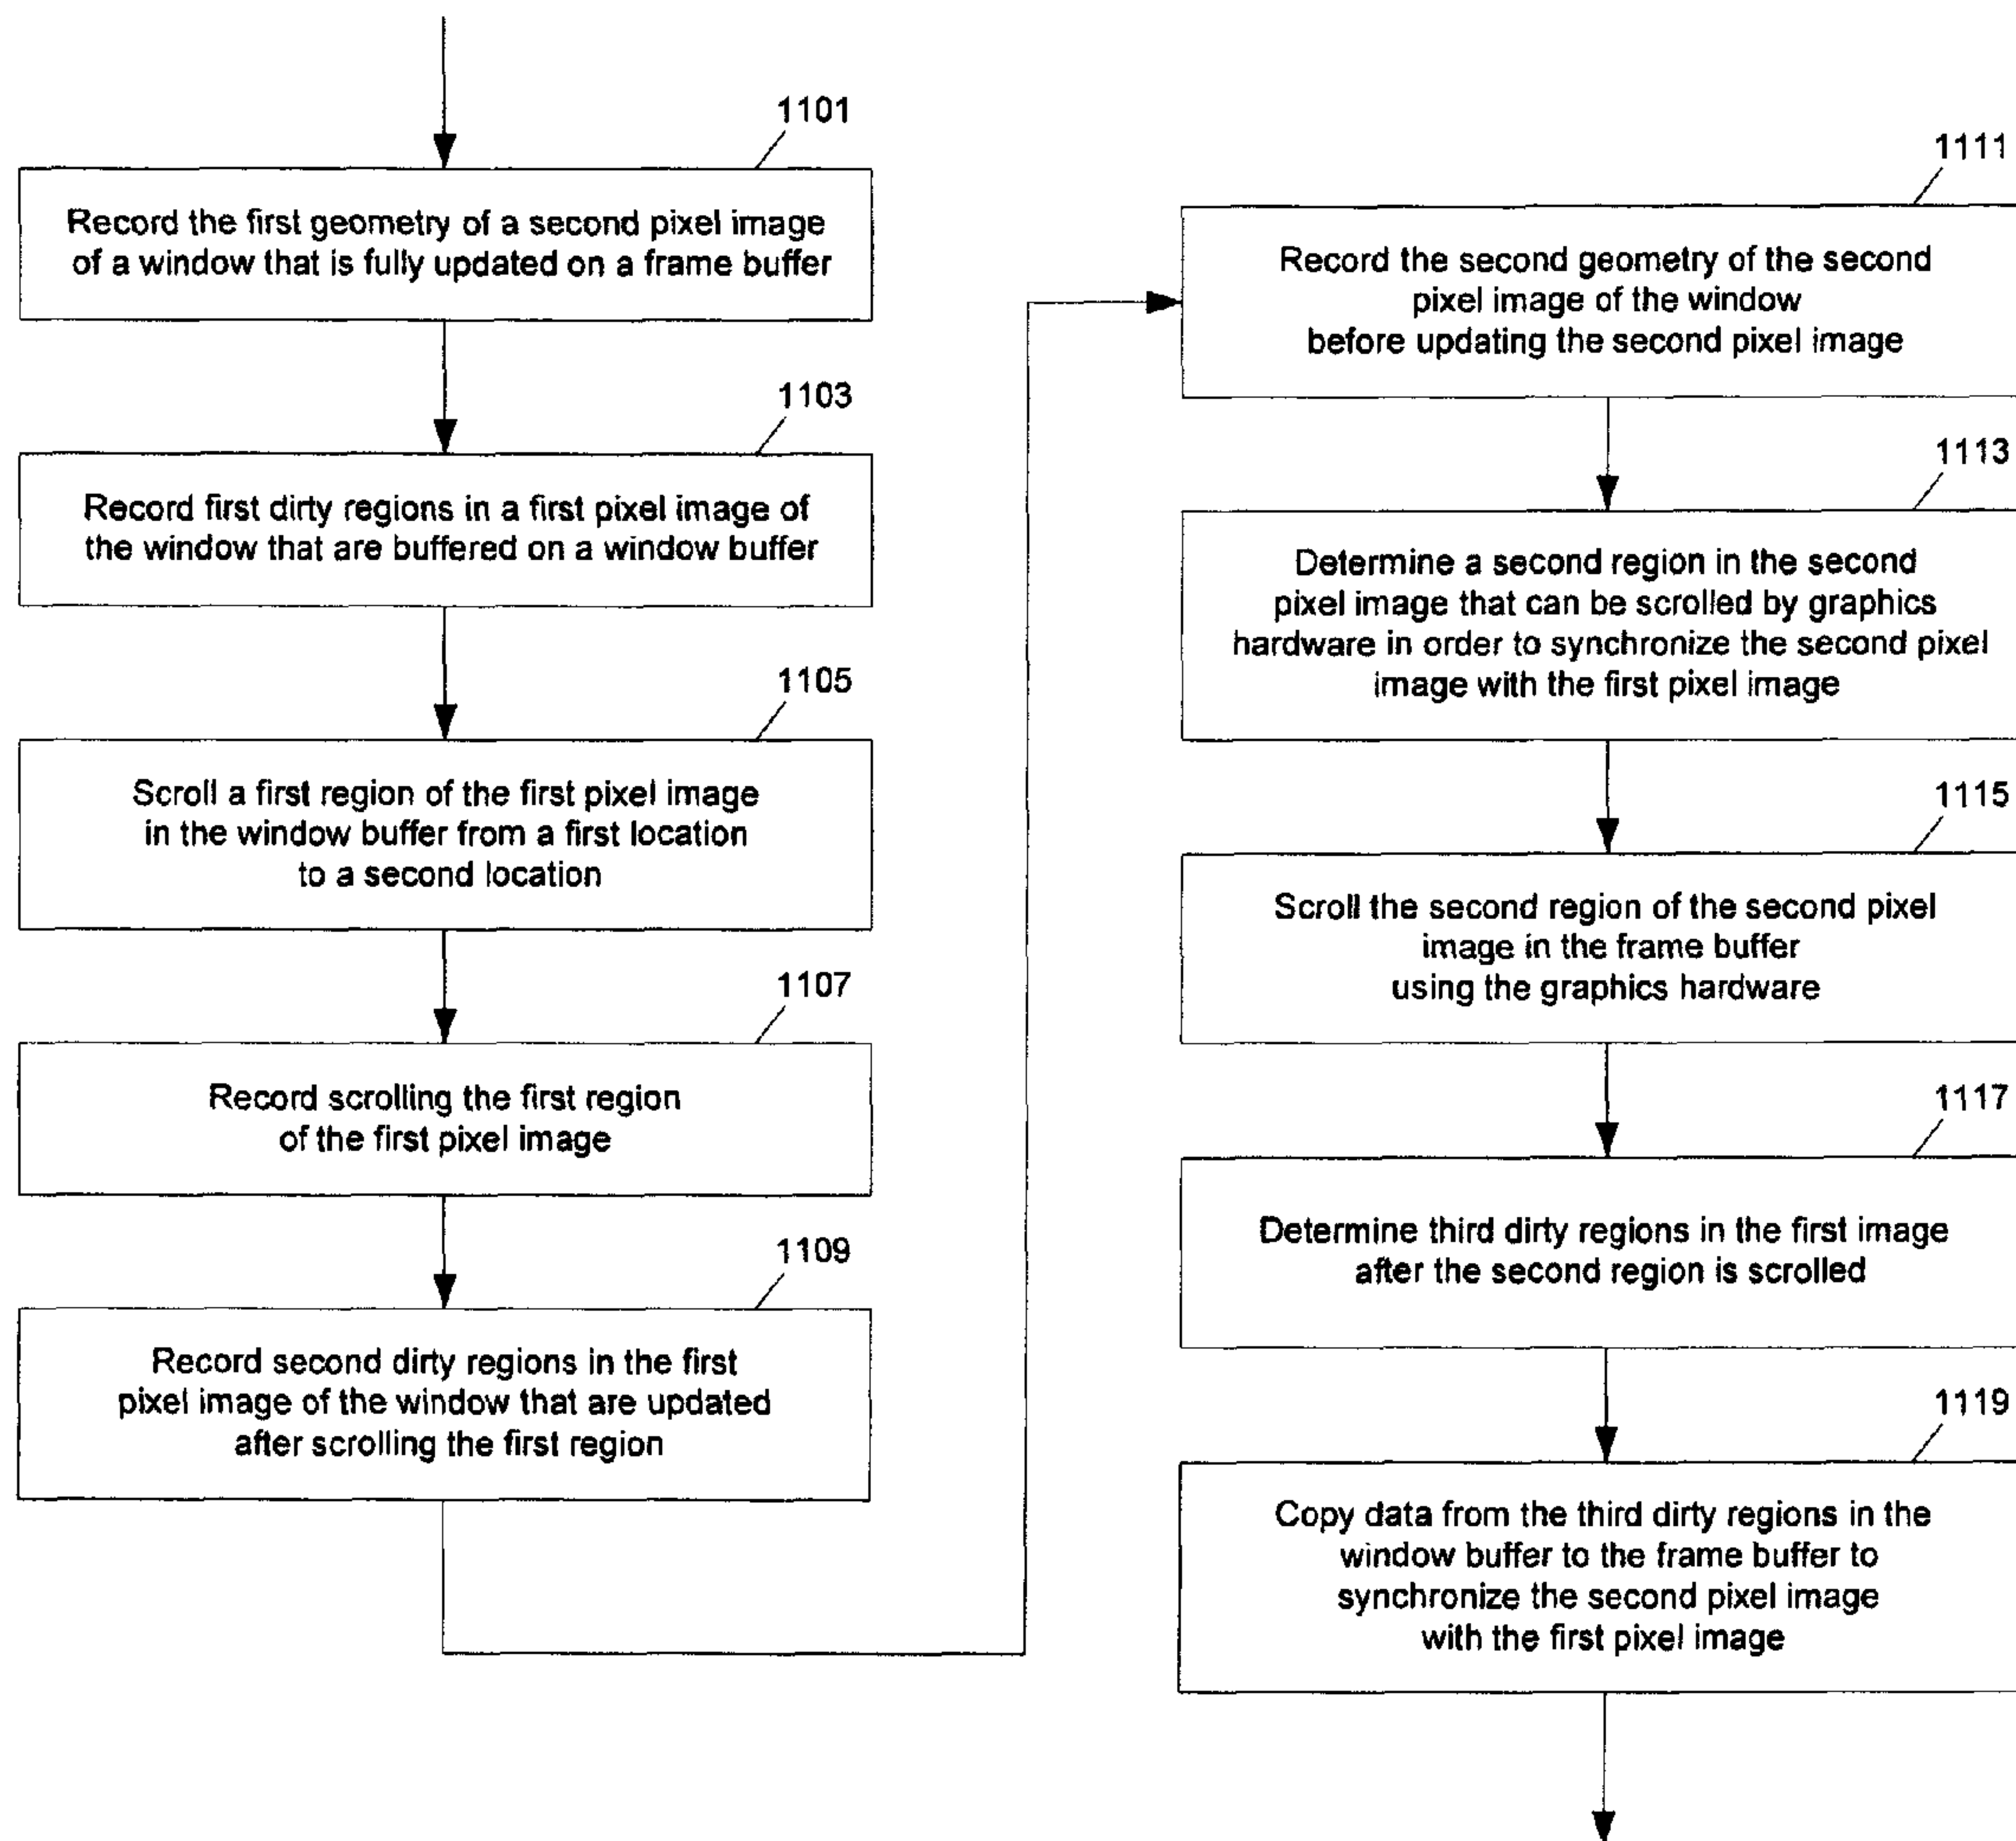 1101
Record the first geometry of a second pixel image
of a window that is fully updated on a frame buffer
1103
Record first dirty regions in a first pixel image of
the window that are buffered on a window buffer
1105
Scroll a first region of the first pixel image
in the window buffer from a first location
to a second location
1107
Record scrolling the first region
of the first pixel image
1109
Record second dirty regions in the first
pixel image of the window that are updated
after scrolling the first region
1111
Record the second geometry of the second
pixel image of the window
before updating the second pixel image
1113
Determine a second region in the second
pixel image that can be scrolled by graphics
hardware in order to synchronize the second pixel
image with the first pixel image
1115
Scroll the second region of the second pixel
image in the frame buffer
using the graphics hardware
1117
Determine third dirty regions in the first image
after the second region is scrolled
1119
Copy data from the third dirty regions in the
window buffer to the frame buffer to
synchronize the second pixel image
with the first pixel image